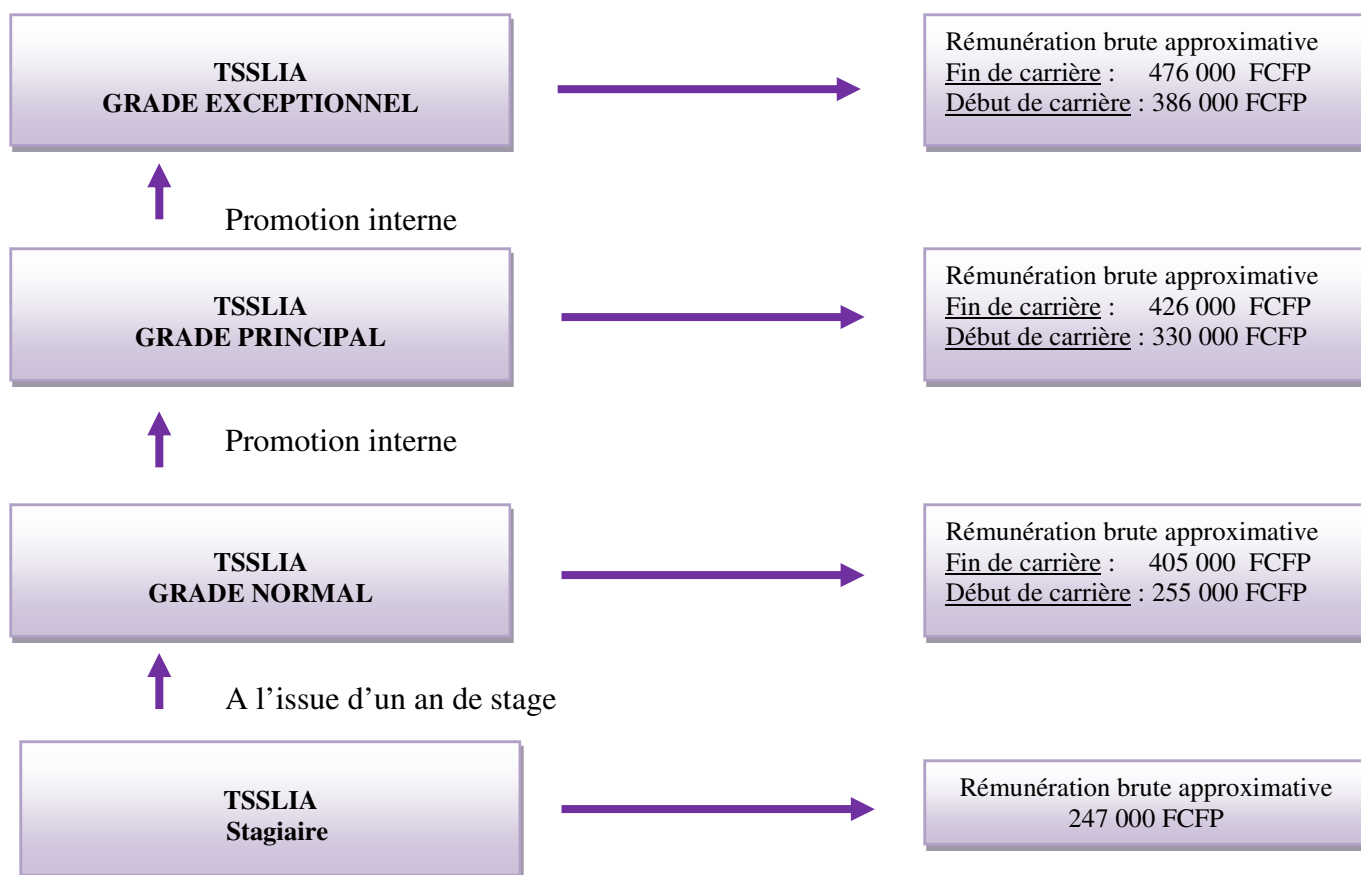 TSSLIA
GRADE EXCEPTIONNEL
Rémunération brute approximative
Fin de carrière : 476 000 FCFP
Début de carrière : 386 000 FCFP
Promotion interne
TSSLIA
GRADE PRINCIPAL
Rémunération brute approximative
Fin de carrière : 426 000 FCFP
Début de carrière : 330 000 FCFP
Promotion interne
TSSLIA
GRADE NORMAL
Rémunération brute approximative
Fin de carrière : 405 000 FCFP
Début de carrière : 255 000 FCFP
A l’issue d’un an de stage
TSSLIA
Stagiaire
Rémunération brute approximative
247 000 FCFP